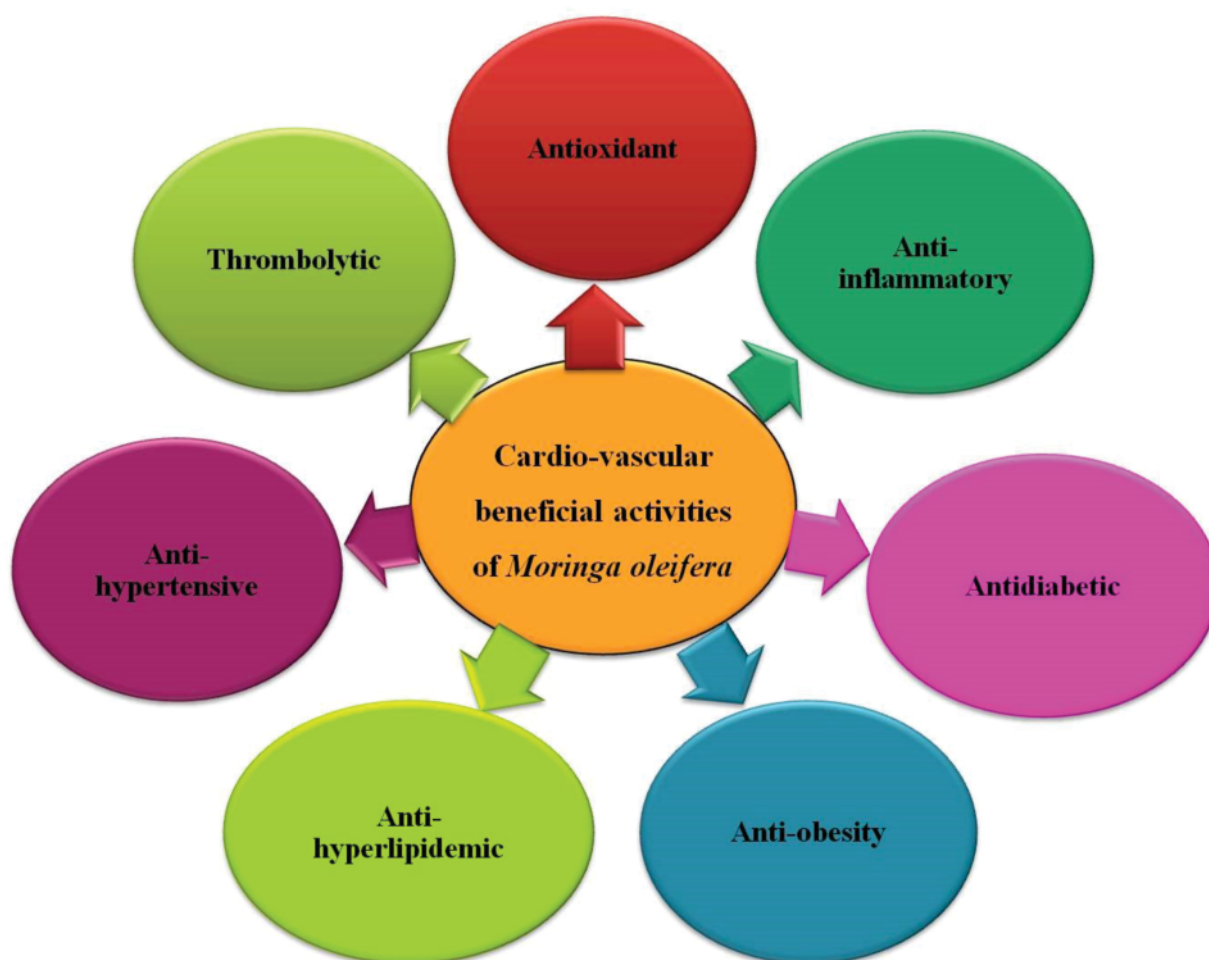 Antioxidant
Thrombolytic
Anti-
inflammatory
Cardio-vascular
beneficial activities
of Moringa oleifera
Anti-
hypertensive
Antidiabetic
Anti-
hyperlipidemic
Anti-obesity